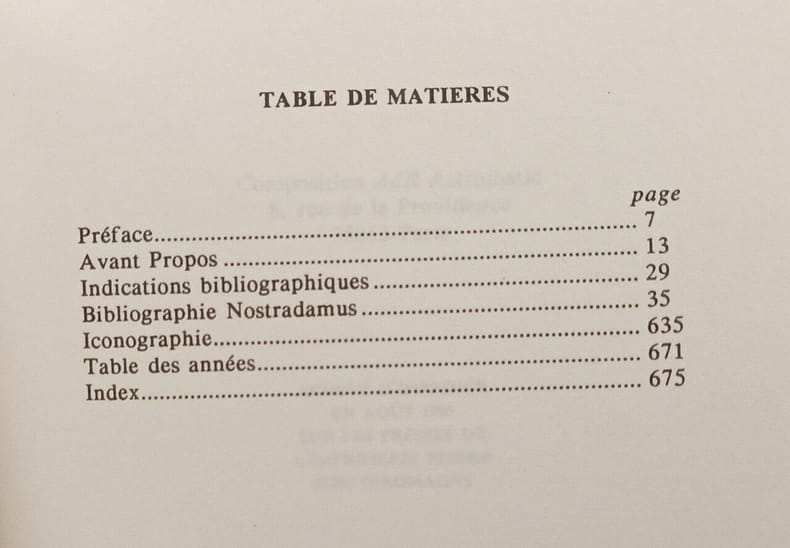 TABLE DE MATIERES
page
Préface.......... 7
Avant Propos .......... 13
Indications bibliographiques .......... 29
Bibliographie Nostradamus .......... 35
Iconographie.......... 635
Table des années.......... 671
Index.......... 675